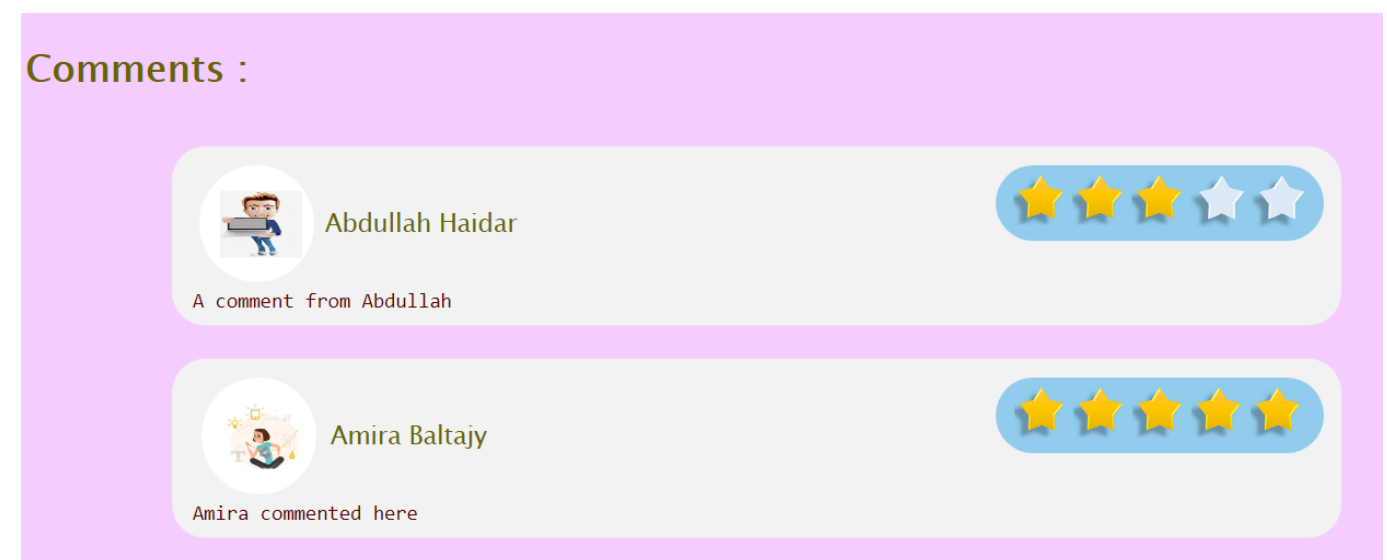 Comments :
Abdullah Haidar
A comment from Abdullah
Amira Baltajy
Amira commented here